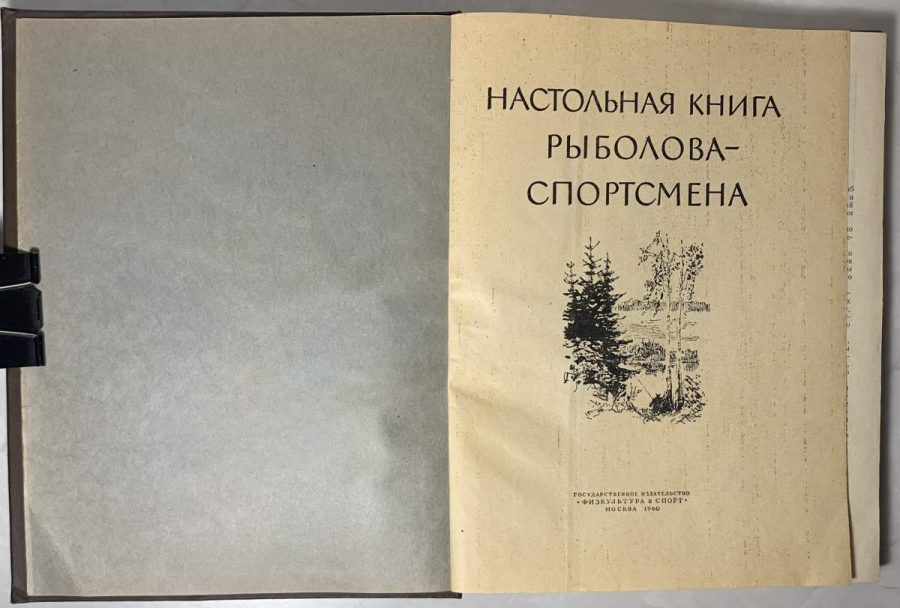 НАСТОЛЬНАЯ КНИГА
РЫБОЛОВА-
СПОРТСМЕНА
ГОСУДАРСТВЕННОЕ ИЗДАТЕЛЬСТВО
«ФИЗКУЛЬТУРА и СПОРТ»
МОСКВА 1960